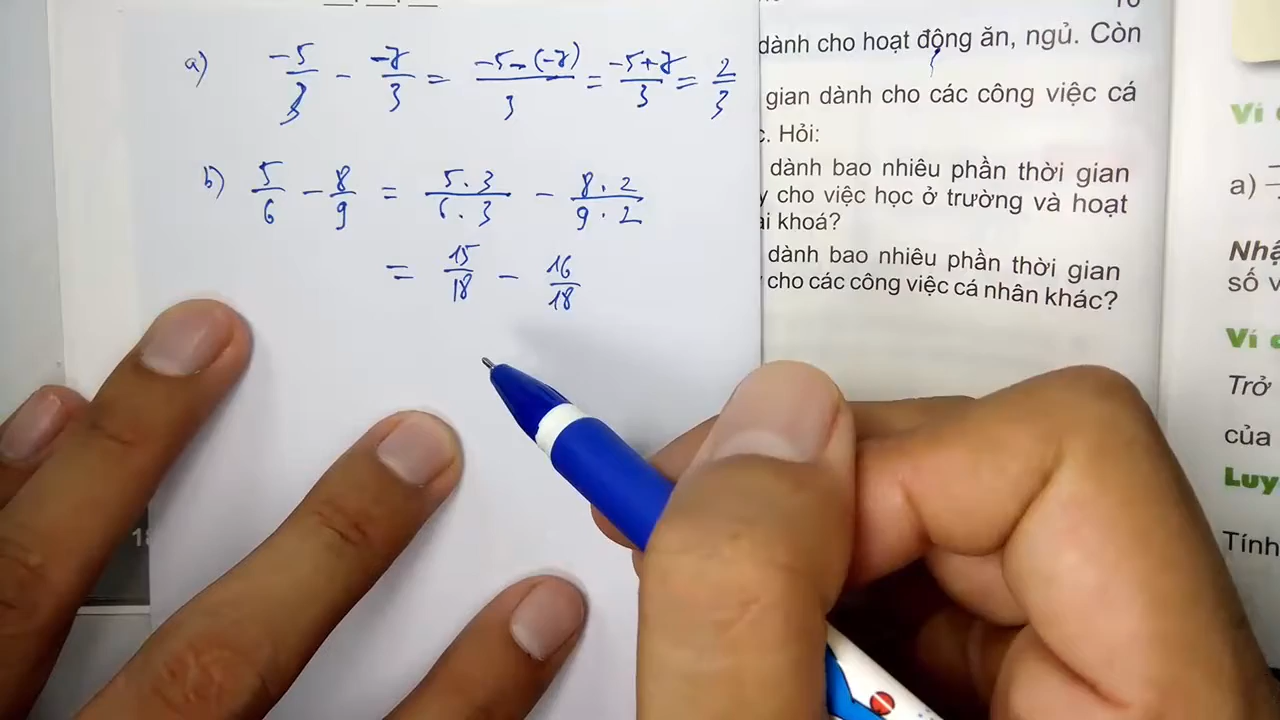 a) -5/3 - -7/3 = -5-(-7)/3 = -5+7/3 = 2/3
b) 5/6 - 8/9 = 5.3/6.3 - 8.2/9.2
= 15/18 - 16/18
dành cho hoạt động ăn, ngủ. Còn
gian dành cho các công việc cá
Hỏi:
dành bao nhiêu phần thời gian
cho việc học ở trường và hoạt
khoá?
dành bao nhiêu phần thời gian
cho các công việc cá nhân khác?
18
Ví
a)
số
Ví
Trở
của
Tính